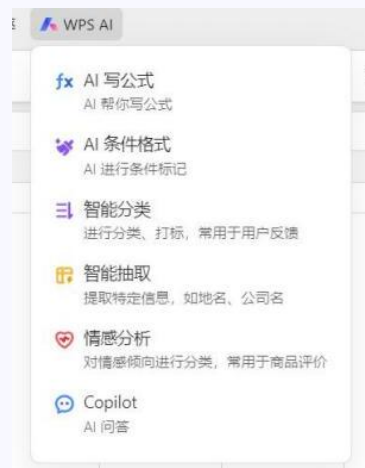 WPS AI
AI 写公式
AI 帮你写公式
AI 条件格式
AI 进行条件标记
智能分类
进行分类、打标，常用于用户反馈
智能抽取
提取特定信息，如地名、公司名
情感分析
对情感倾向进行分类，常用于商品评价
Copilot
AI 问答